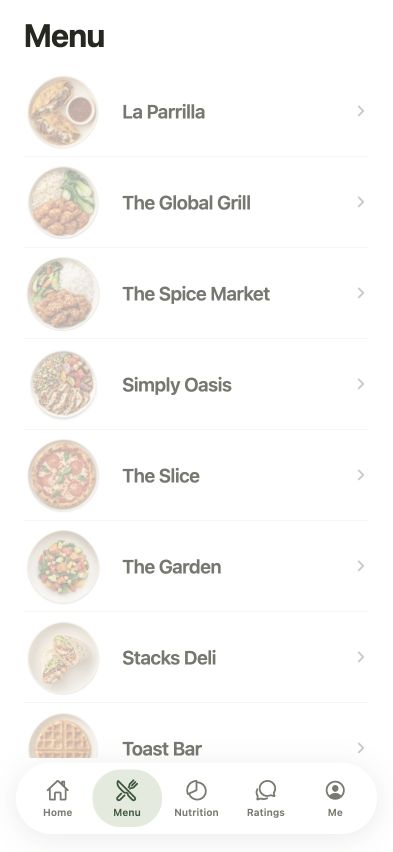 Menu
La Parrilla
The Global Grill
The Spice Market
Simply Oasis
The Slice
The Garden
Stacks Deli
Toast Bar
Home
Menu
Nutrition
Ratings
Me